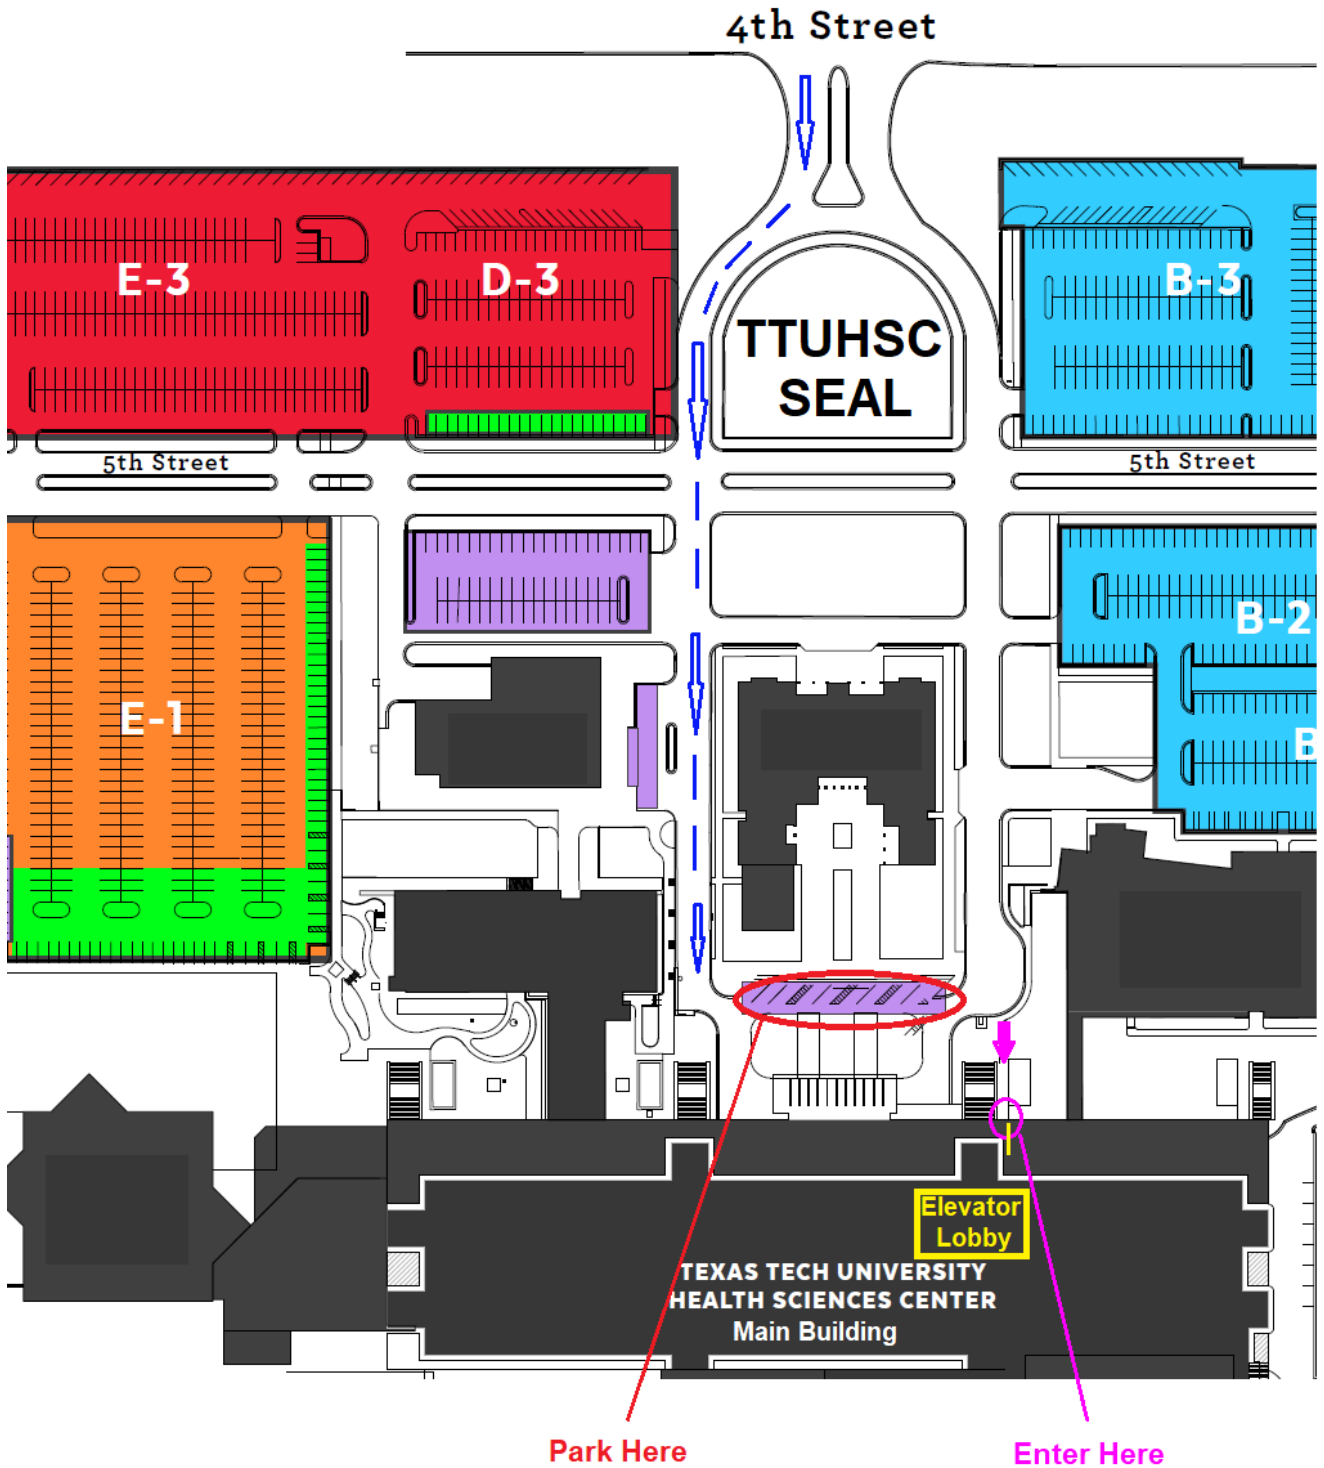 4th Street
E-3
D-3
B-3
TTUHSC
SEAL
5th Street
5th Street
B-2
E-1
B
Elevator
Lobby
TEXAS TECH UNIVERSITY
HEALTH SCIENCES CENTER
Main Building
Park Here
Enter Here